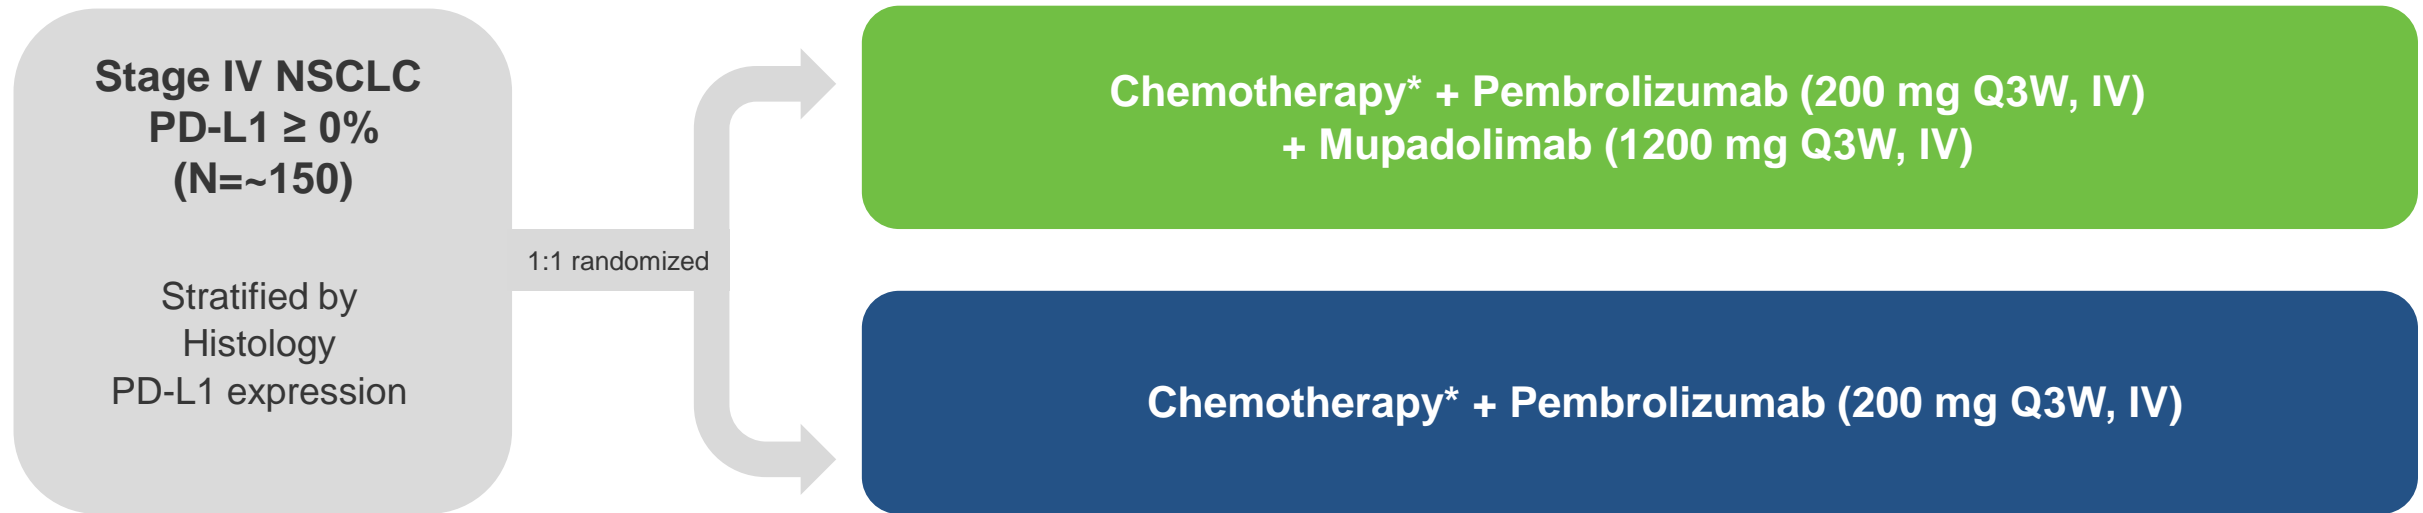 Stage IV NSCLC
PD-L1 ≥ 0%
(N=~150)
Stratified by
Histology
PD-L1 expression
1:1 randomized
Chemotherapy* + Pembrolizumab (200 mg Q3W, IV)
+ Mupadolimab (1200 mg Q3W, IV)
Chemotherapy* + Pembrolizumab (200 mg Q3W, IV)